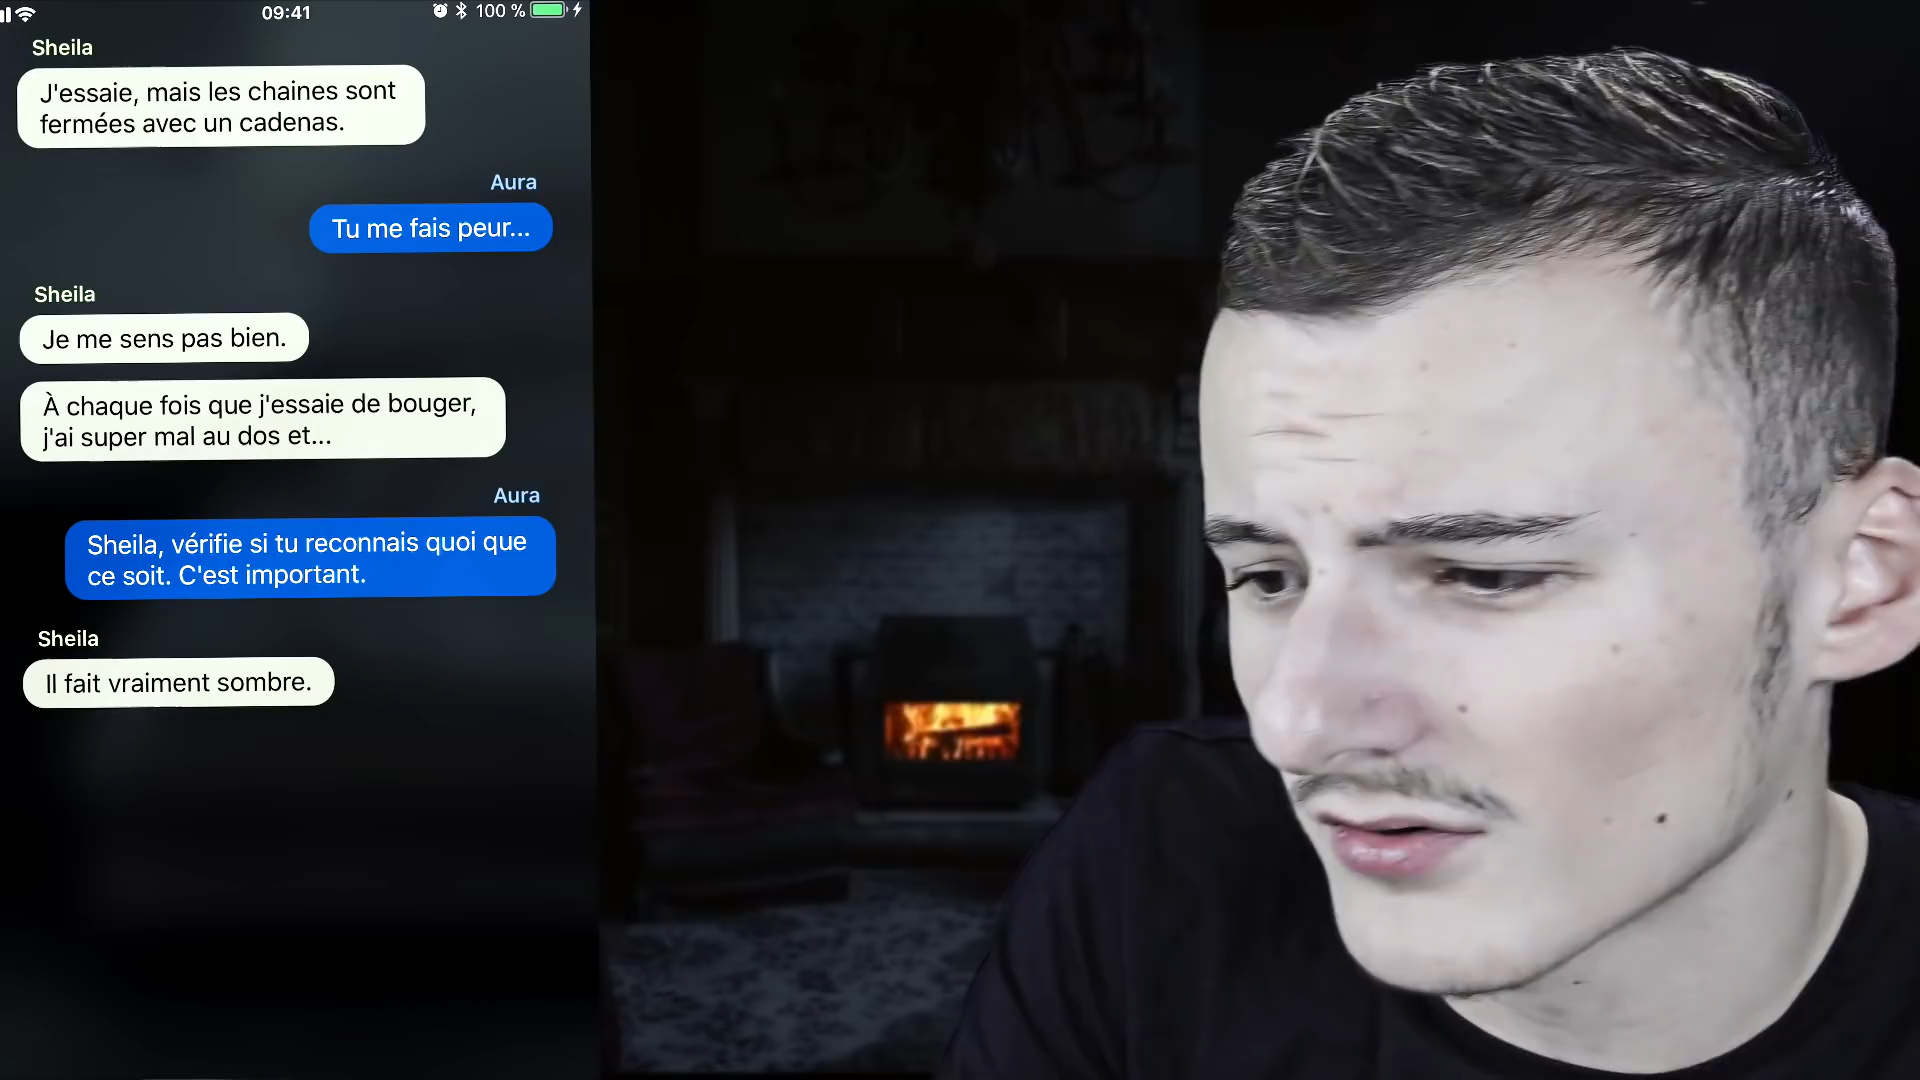 09:41
100 %
Sheila
J'essaie, mais les chaines sont
fermées avec un cadenas.
Aura
Tu me fais peur...
Sheila
Je me sens pas bien.
À chaque fois que j'essaie de bouger,
j'ai super mal au dos et...
Aura
Sheila, vérifie si tu reconnais quoi que
ce soit. C'est important.
Sheila
Il fait vraiment sombre.